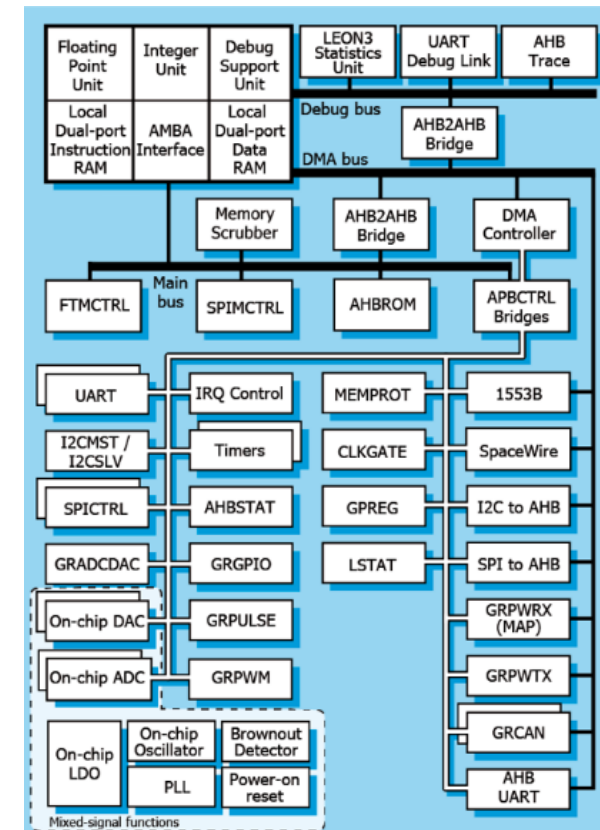 Floating
Point
Unit
Integer
Unit
Debug
Support
Unit
LEON3
Statistics
Unit
UART
Debug Link
AHB
Trace
Local
Dual-port
Instruction
RAM
AMBA
Interface
Local
Dual-port
Data
RAM
Debug bus
AHB2AHB
Bridge
DMA bus
Memory
Scrubber
AHB2AHB
Bridge
DMA
Controller
Main
bus
FTMCTRL
SPIMCTRL
AHBROM
APBCTRL
Bridges
UART
IRQ Control
MEMPROT
1553B
I2CMST /
I2CSLV
Timers
CLKGATE
SpaceWire
SPICTRL
AHBSTAT
GPREG
I2C to AHB
GRADCDAC
GRGPIO
LSTAT
SPI to AHB
On-chip DAC
GRPULSE
GRPWRX
(MAP)
On-chip ADC
GRPWM
GRPWTX
On-chip
LDO
On-chip
Oscillator
Brownout
Detector
GRCAN
PLL
Power-on
reset
AHB
UART
Mixed-signal functions